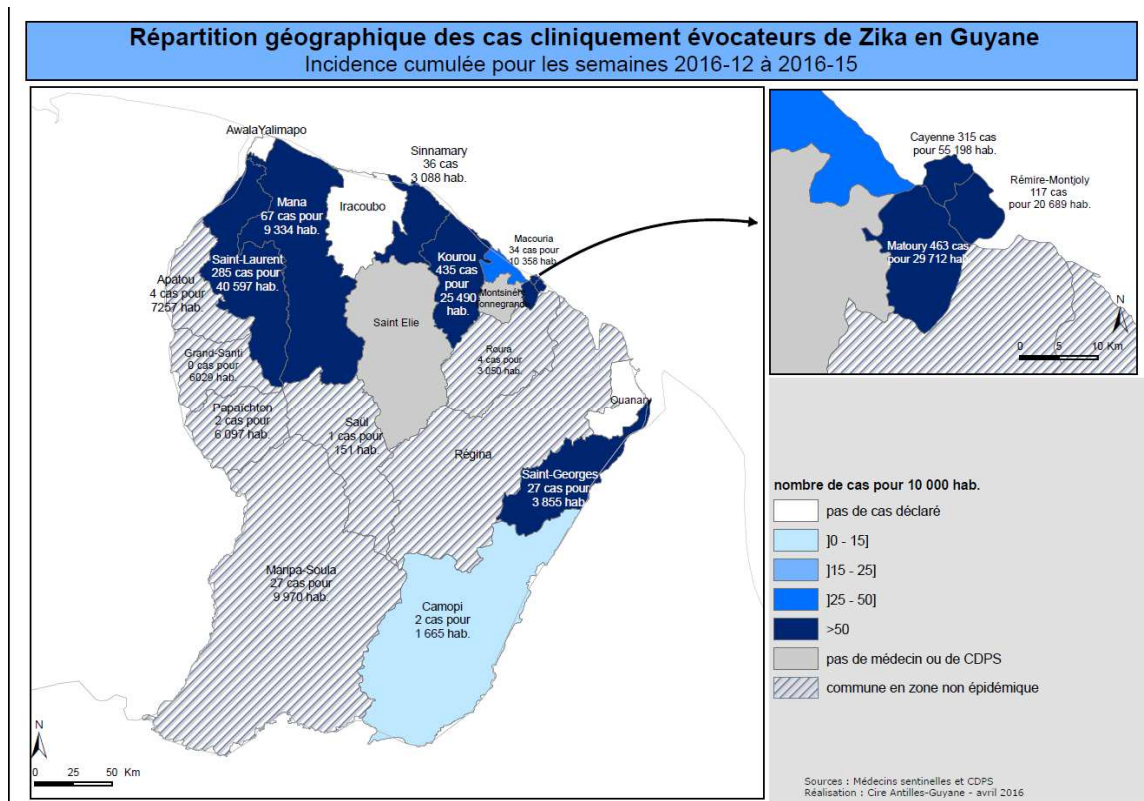 Répartition géographique des cas cliniquement évocateurs de Zika en Guyane
Incidence cumulée pour les semaines 2016-12 à 2016-15
AwalaYalimapo
Sinnamary
36 cas
3 088 hab.
Mana
67 cas pour
9 334 hab.
Iracoubo
Macouria
34 cas pour
10 358 hab.
Saint-Laurent
285 cas pour
40 597 hab.
Kourou
435 cas
pour
25 490
hab.
Apatou
4 cas pour
7257 hab.
Montsinéry
onnegrande
Saint Elie
Roura
4 cas pour
3 050 hab.
Grand-Santi
0 cas pour
6029 hab.
Papaïchton
2 cas pour
6 097 hab.
Saül
1 cas pour
151 hab.
Ouanary
Régina
Saint-Georges
27 cas pour
3 855 hab.
Maripa-Soula
27 cas pour
9 970 hab.
Camopi
2 cas pour
1 665 hab.
N
0 25 50 Km
Cayenne 315 cas
pour 55 198 hab.
Rémire-Montjoly
117 cas
pour 20 689 hab.
Matoury 463 cas
pour 29 712 hab.
N
0 5 10 Km
nombre de cas pour 10 000 hab.
pas de cas déclaré
]0 - 15]
]15 - 25]
]25 - 50]
>50
pas de médecin ou de CDPS
commune en zone non épidémique
Sources : Médecins sentinelles et CDPS
Réalisation : Cire Antilles-Guyane - avril 2016